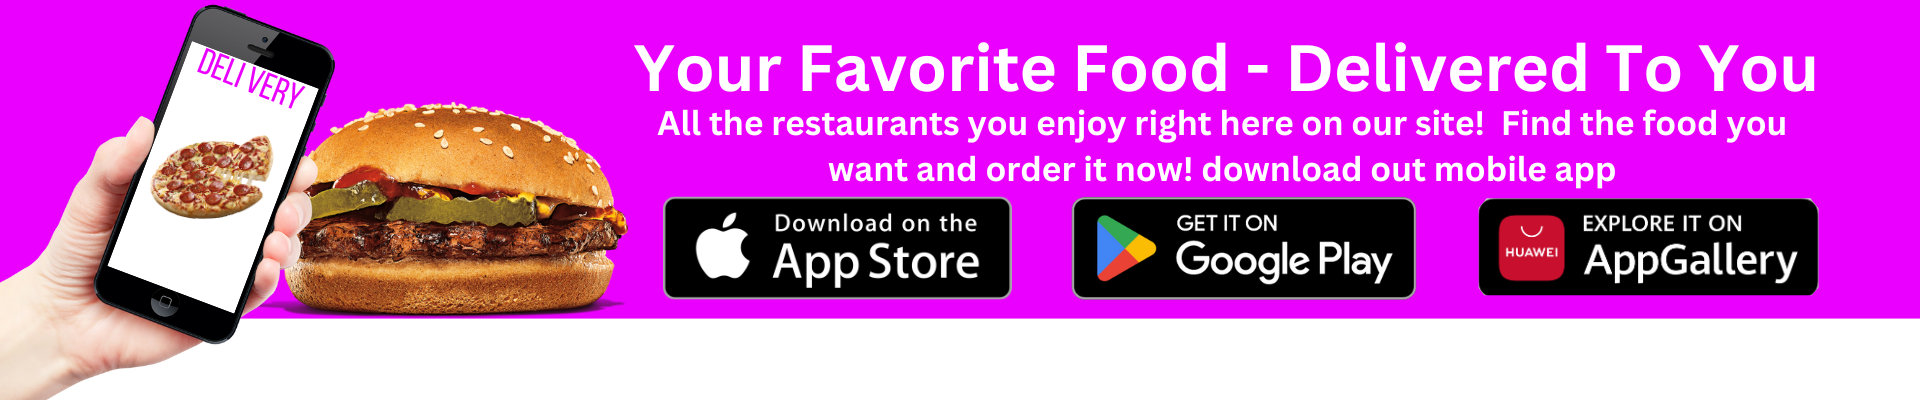 DELIVERY
Your Favorite Food - Delivered To You
All the restaurants you enjoy right here on our site!  Find the food you
want and order it now! download out mobile app
Download on the
App Store
GET IT ON
Google Play
HUAWEI
EXPLORE IT ON
AppGallery